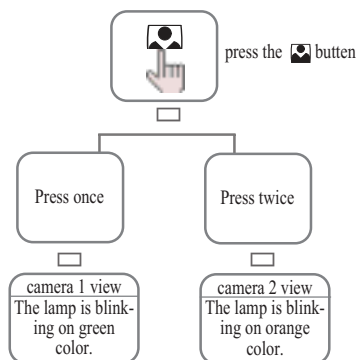 press the butten
Press once
Press twice
camera 1 view
The lamp is blink-
ing on green
color.
camera 2 view
The lamp is blink-
ing on orange
color.